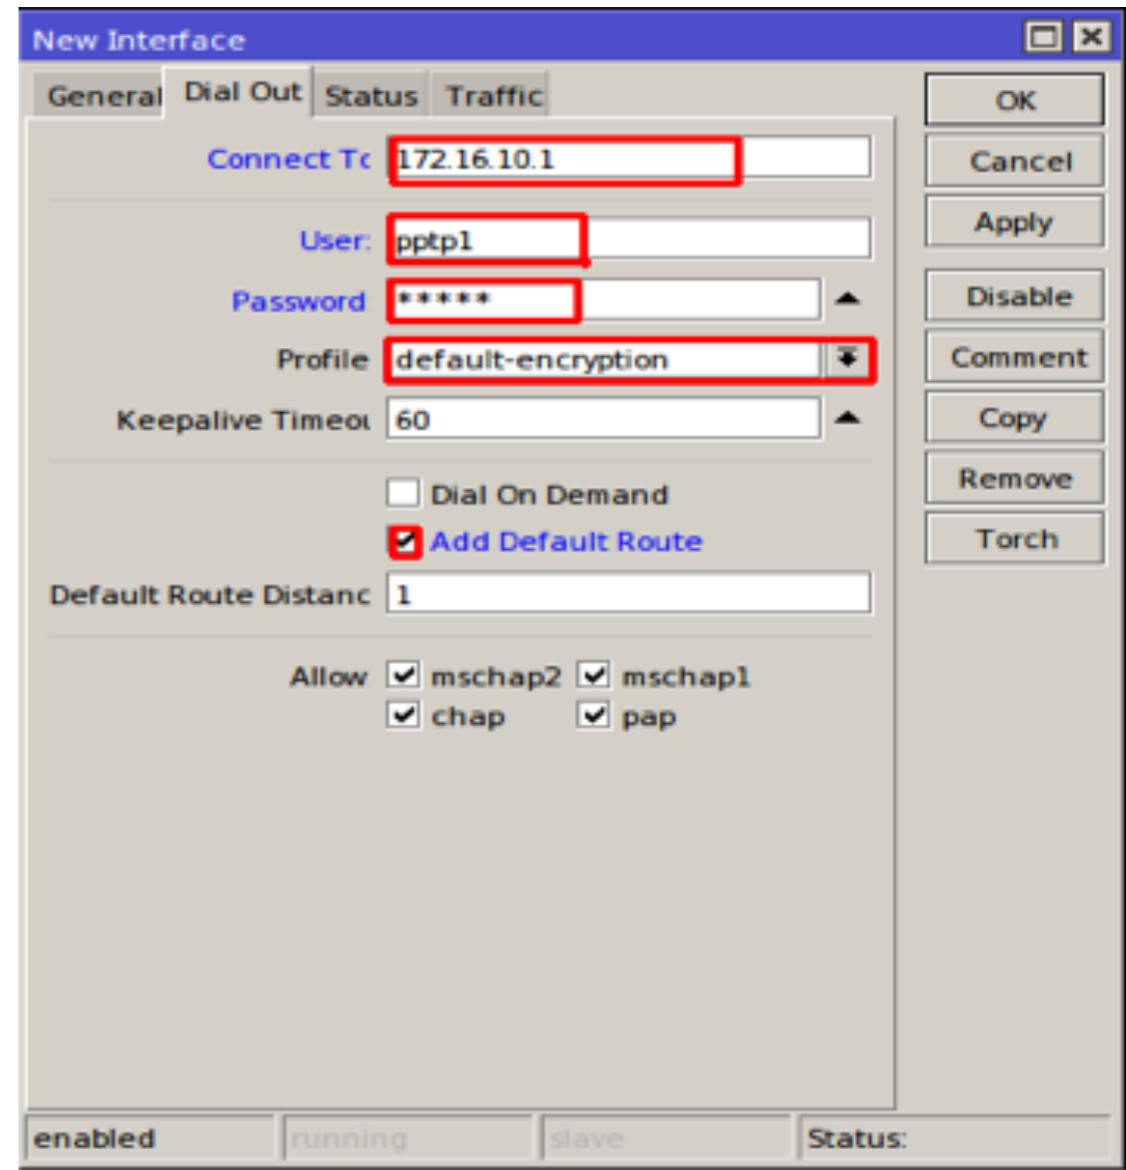 New Interface
General Dial Out Status Traffic
OK
Connect To 172.16.10.1
Cancel
Apply
User: pptp1
Password *****
Disable
Profile default-encryption
Comment
Keepalive Timeou 60
Copy
Dial On Demand
Remove
Add Default Route
Torch
Default Route Distanc 1
Allow mschap2 mschap1
chap pap
enabled running slave Status: